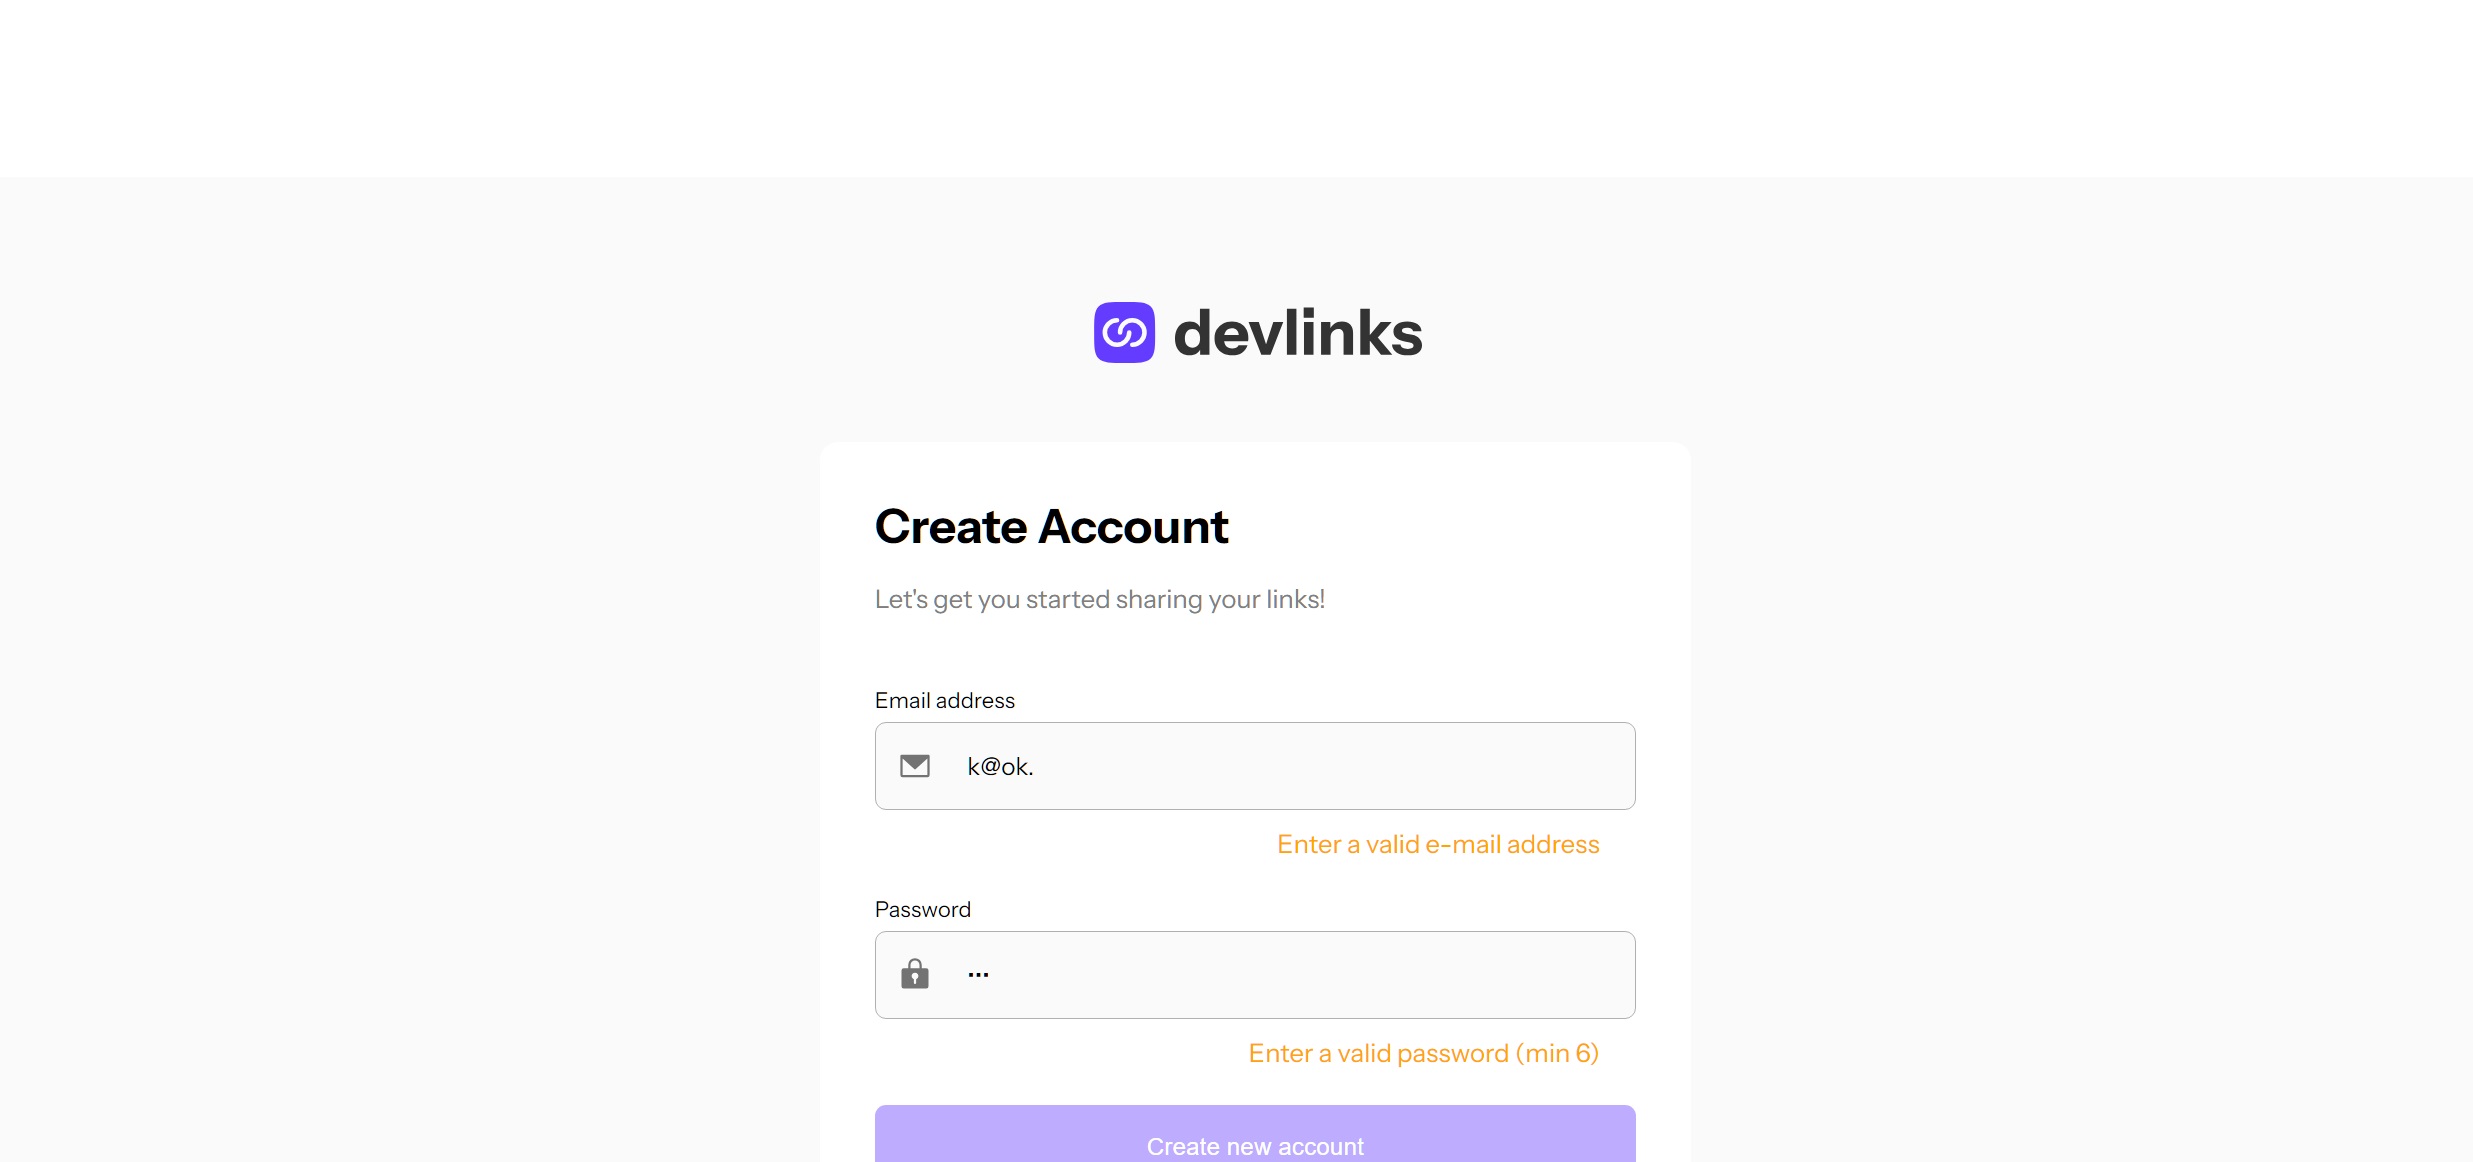 devlinks
Create Account
Let's get you started sharing your links!
Email address
k@ok.
Enter a valid e-mail address
Password
•••
Enter a valid password (min 6)
Create new account